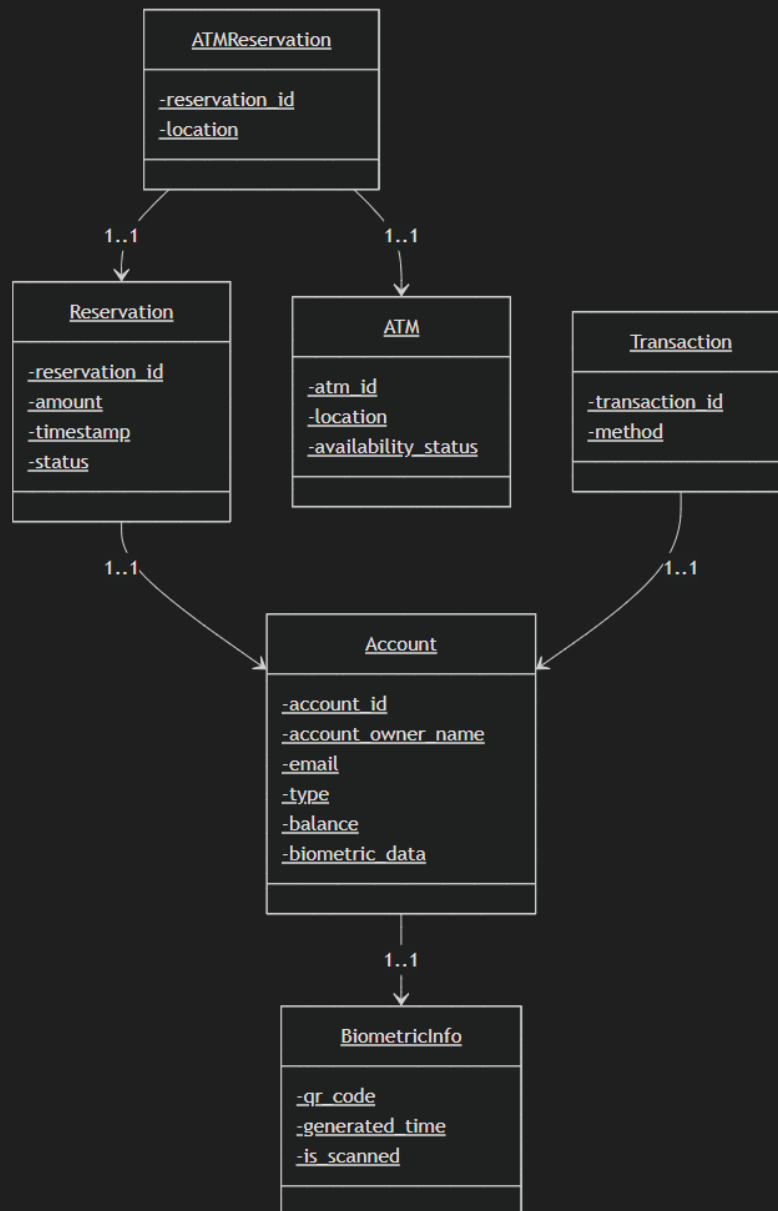 ATMReservation
-reservation_id
-location
1..1
1..1
Reservation
-reservation_id
-amount
-timestamp
-status
ATM
-atm_id
-location
-availability_status
Transaction
-transaction_id
-method
1..1
1..1
Account
-account_id
-account_owner_name
-email
-type
-balance
-biometric_data
1..1
BiometricInfo
-qr_code
-generated_time
-is_scanned